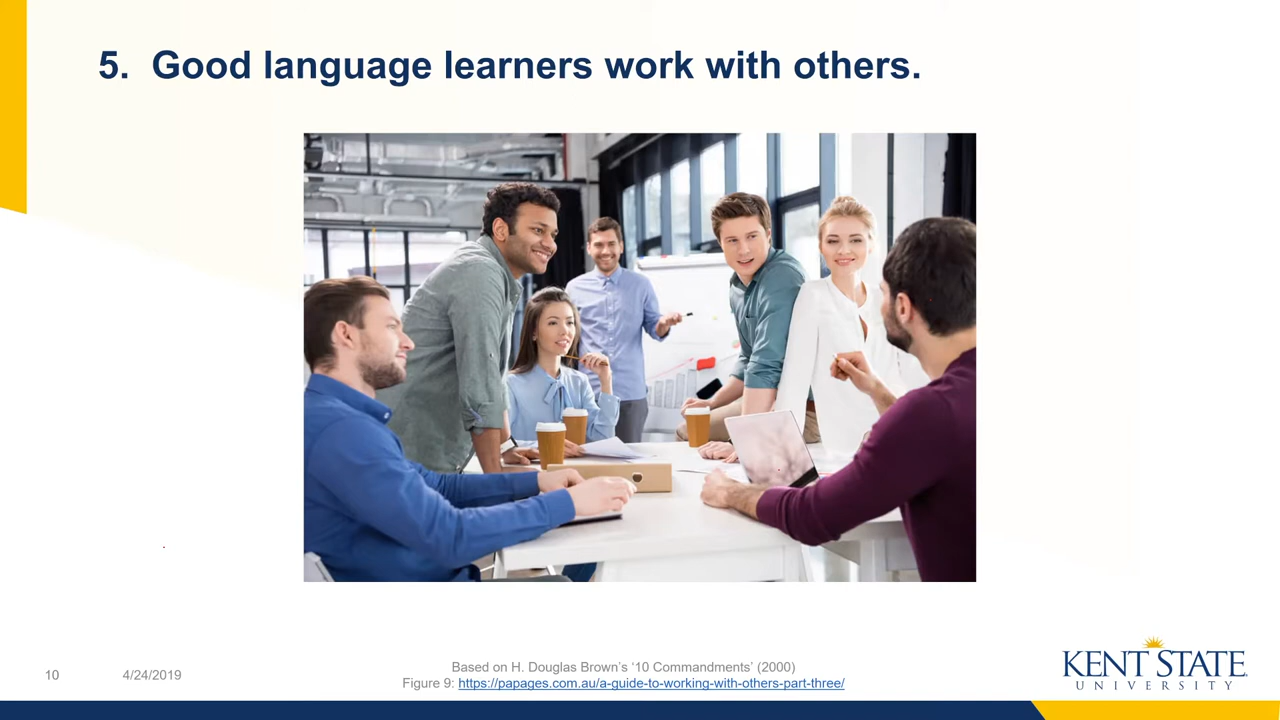 5. Good language learners work with others.
10
4/24/2019
Based on H. Douglas Brown's ‘10 Commandments’ (2000)
Figure 9: https://papages.com.au/a-guide-to-working-with-others-part-three/
KENT STATE
UNIVERSITY